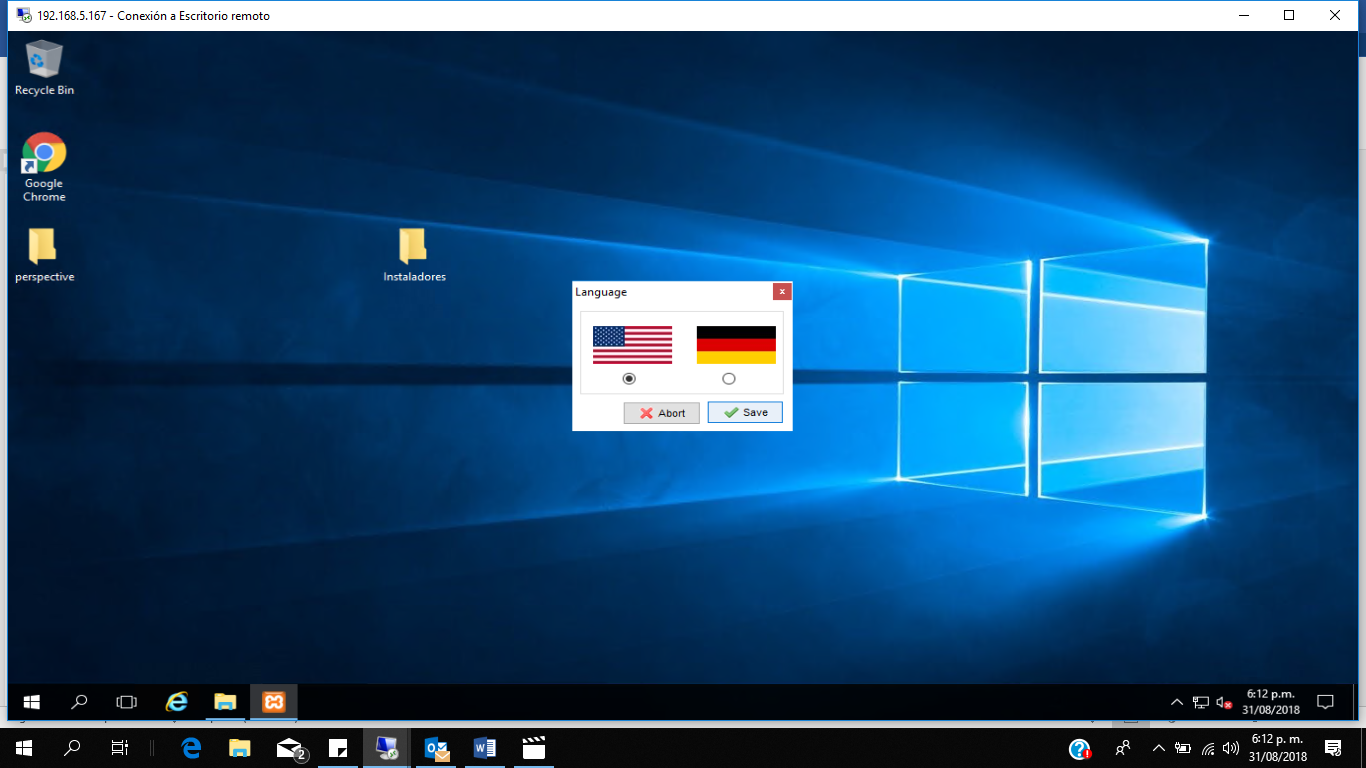 192.168.5.167 - Conexión a Escritorio remoto
Recycle Bin
Google
Chrome
perspective
Instaladores
Language
Abort
Save
6:12 p.m.
31/08/2018
2
6:12 p. m.
31/08/2018